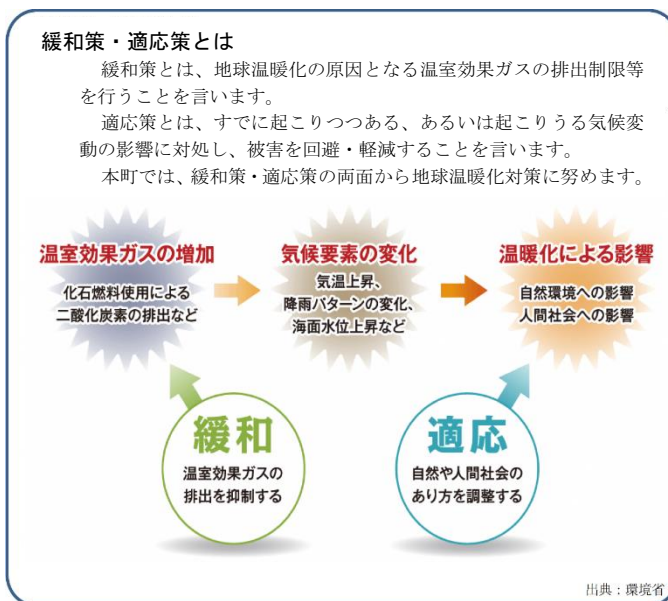 緩和策・適応策とは
緩和策とは、地球温暖化の原因となる温室効果ガスの排出制限等
を行うことを言います。
適応策とは、すでに起こりつつある、あるいは起こりうる気候変
動の影響に対処し、被害を回避・軽減することを言います。
本町では、緩和策・適応策の両面から地球温暖化対策に努めます。
温室効果ガスの増加
化石燃料使用による
二酸化炭素の排出など
気候要素の変化
気温上昇、
降雨パターンの変化、
海面水位上昇など
温暖化による影響
自然環境への影響
人間社会への影響
緩和
温室効果ガスの
排出を抑制する
適応
自然や人間社会の
あり方を調整する
出典：環境省